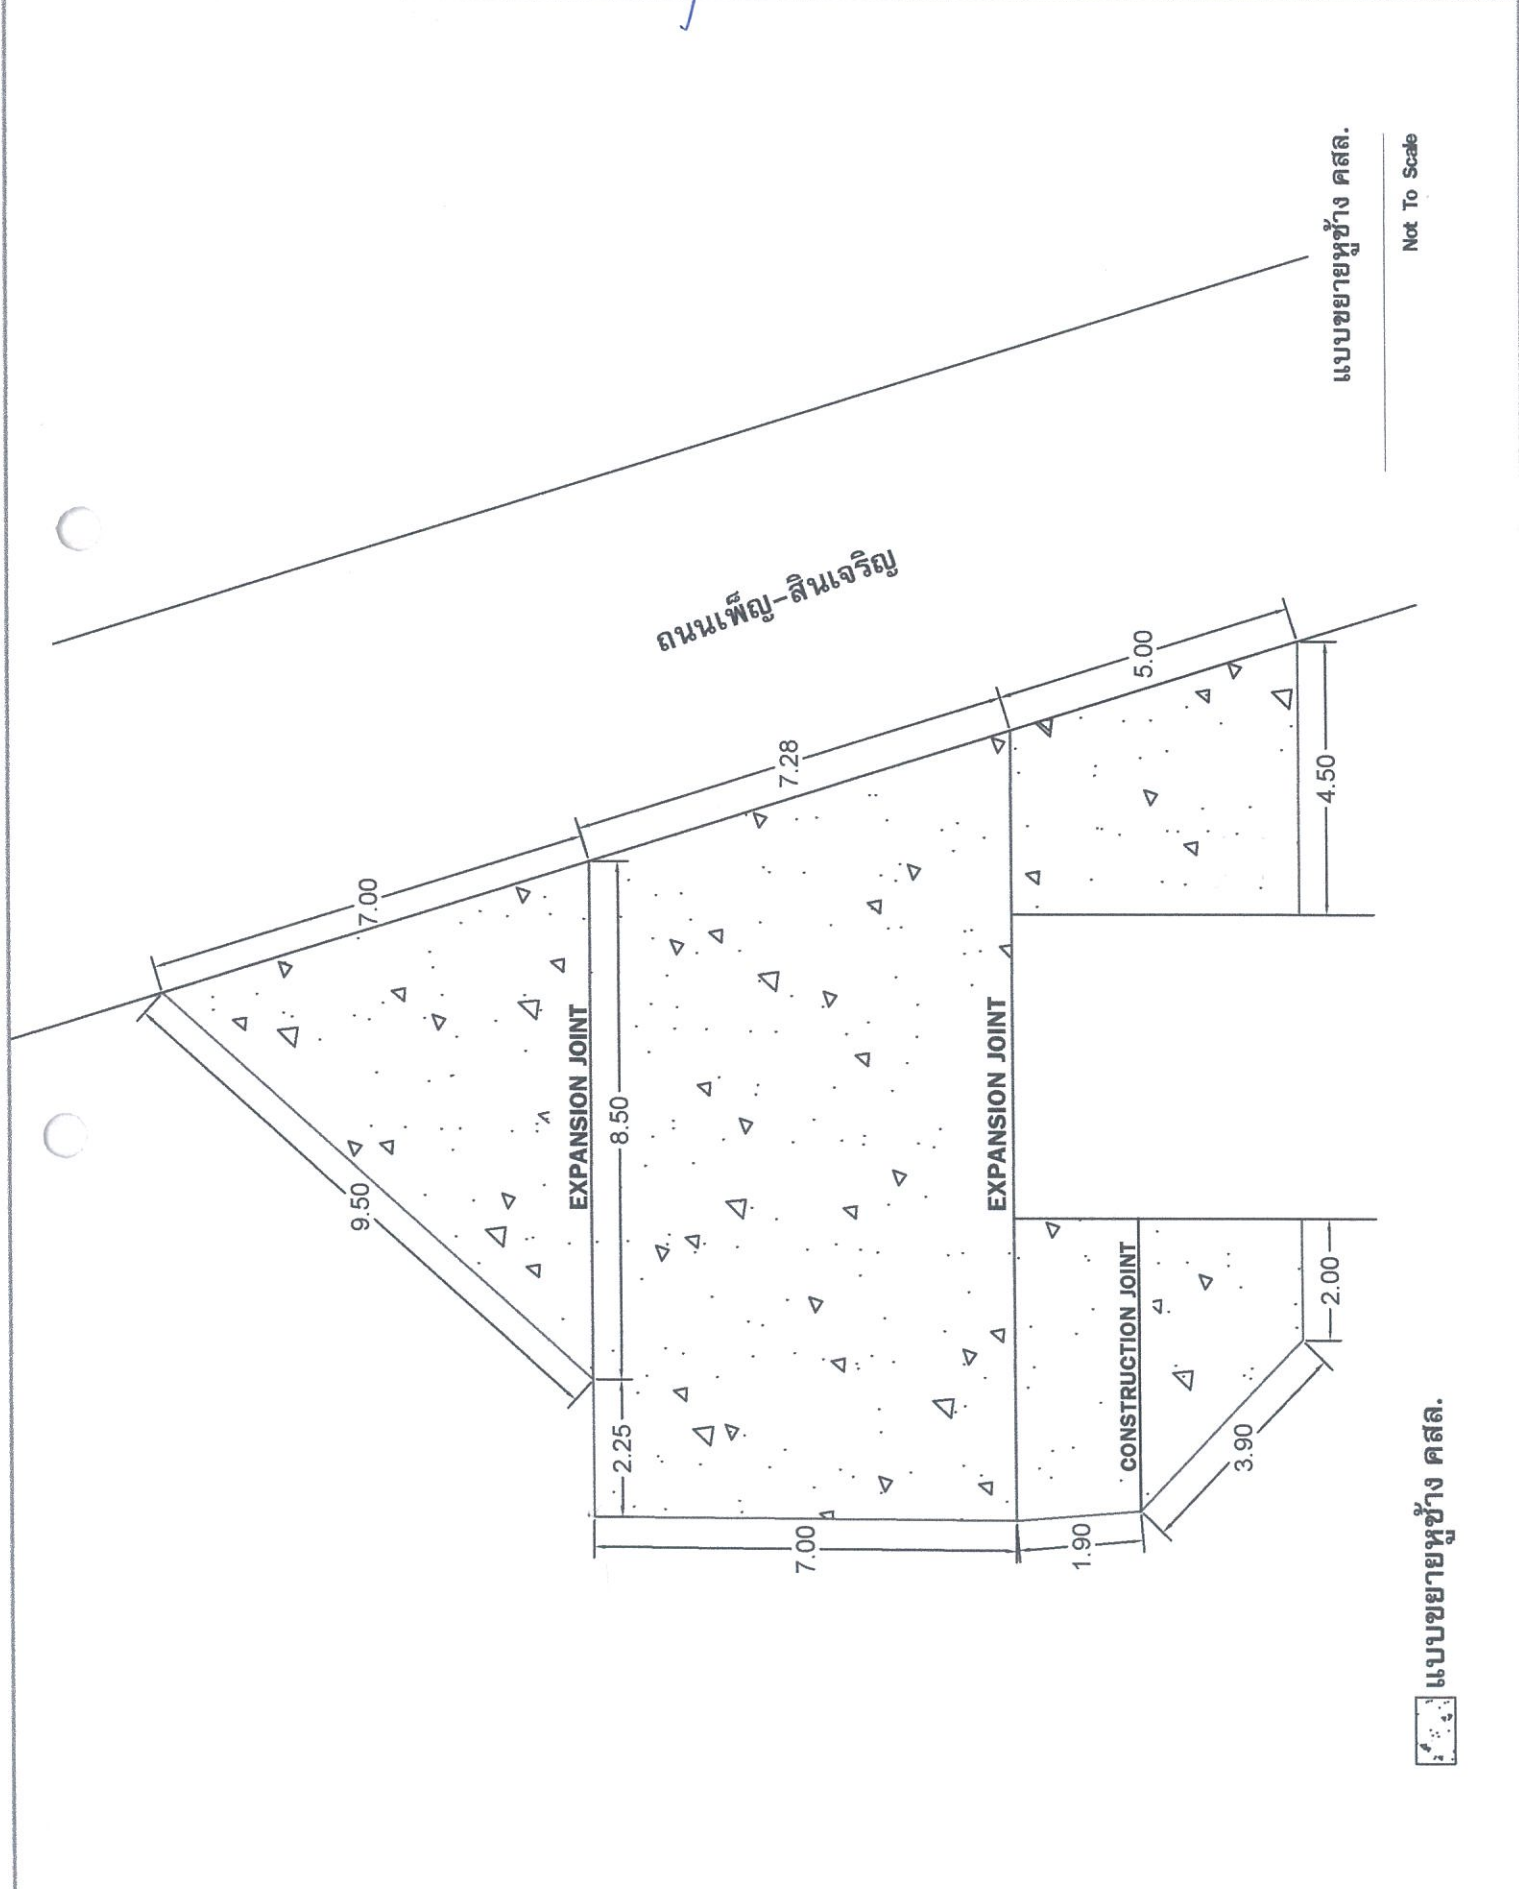 9.50
7.00
EXPANSION JOINT
8.50
2.25
7.28
ถนนเพ็ญ-สินเจริญ
7.00
EXPANSION JOINT
5.00
1.90
CONSTRUCTION JOINT
3.90
2.00
4.50
แบบขยายหูช้าง คสล.
Not To Scale
แบบขยายหูช้าง คสล.